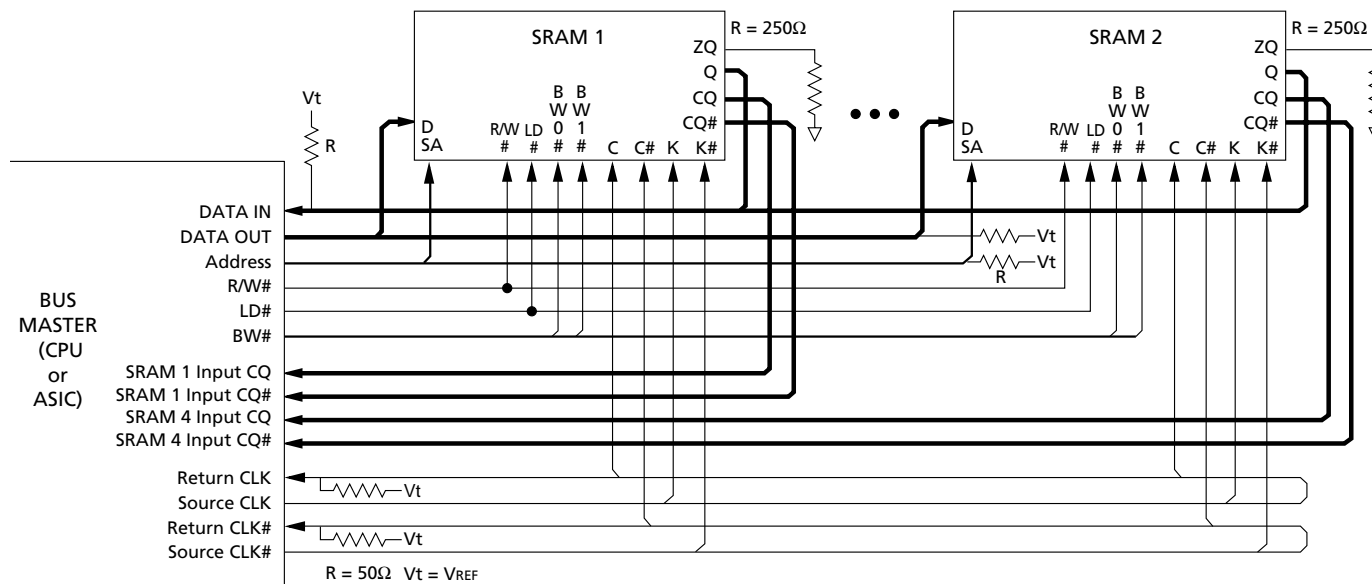 SRAM 1
R = 250Ω
ZQ
Q
CQ
CQ#
D
SA
R/W
#
LD
#
B
W
0
#
B
W
1
#
C
C#
K
K#
SRAM 2
R = 250Ω
ZQ
Q
CQ
CQ#
D
SA
R/W
#
LD
#
B
W
0
#
B
W
1
#
C
C#
K
K#
Vt
R
DATA IN
DATA OUT
Vt
Address
Vt
R
R/W#
LD#
BW#
BUS
MASTER
(CPU
or
ASIC)
SRAM 1 Input CQ
SRAM 1 Input CQ#
SRAM 4 Input CQ
SRAM 4 Input CQ#
Return CLK
Vt
Source CLK
Return CLK#
Vt
Source CLK#
R = 50Ω Vt = VREF